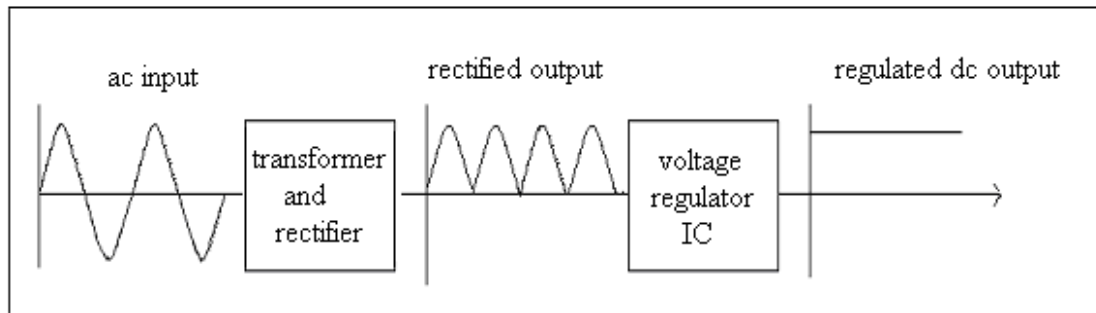 ac input
rectified output
regulated dc output
transformer
and
rectifier
voltage
regulator
IC